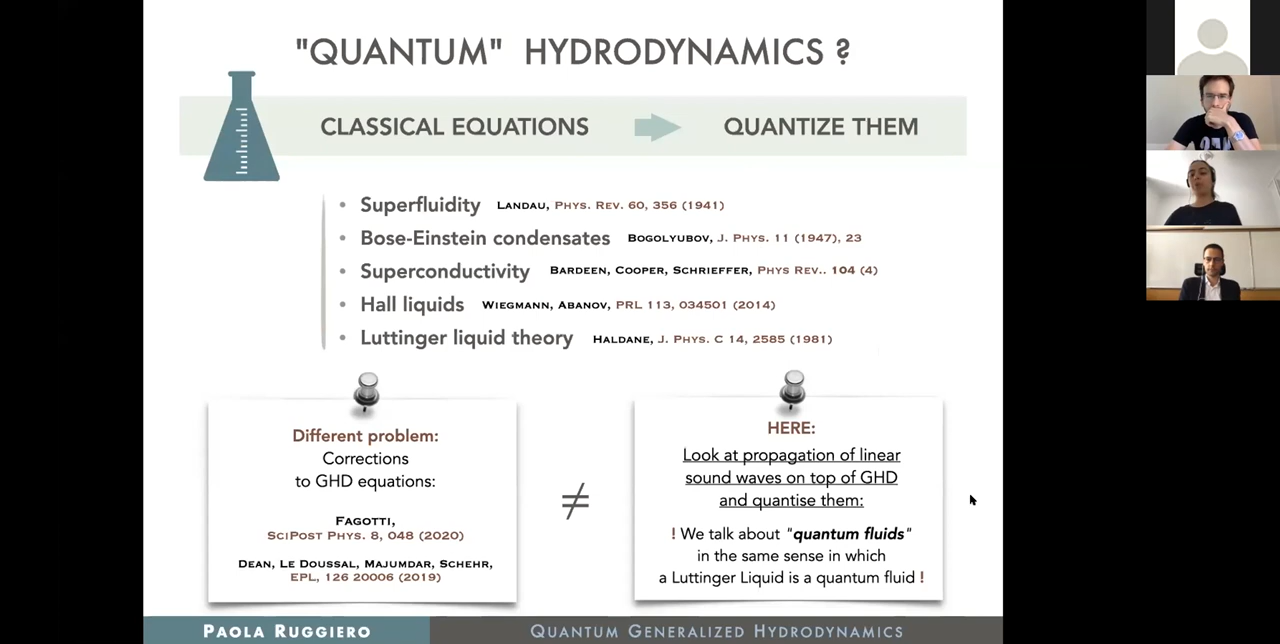 "QUANTUM" HYDRODYNAMICS ?
CLASSICAL EQUATIONS QUANTIZE THEM
• Superfluidity LANDAU, PHYS. REV. 60, 356 (1941)
• Bose-Einstein condensates BOGOLYUBOV, J. PHYS. 11 (1947), 23
• Superconductivity BARDEEN, COOPER, SCHRIEFFER, PHYS REV.. 104 (4)
• Hall liquids WIEGMANN, ABANOV, PRL 113, 034501 (2014)
• Luttinger liquid theory HALDANE, J. PHYS. C 14, 2585 (1981)
Different problem:
Corrections
to GHD equations:
FAGOTTI,
SCIPOST PHYS. 8, 048 (2020)
DEAN, LE DOUSSAL, MAJUMDAR, SCHEHR,
EPL, 126 20006 (2019)
≠
HERE:
Look at propagation of linear
sound waves on top of GHD
and quantise them:
! We talk about "quantum fluids"
in the same sense in which
a Luttinger Liquid is a quantum fluid !
PAOLA RUGGIERO QUANTUM GENERALIZED HYDRODYNAMICS